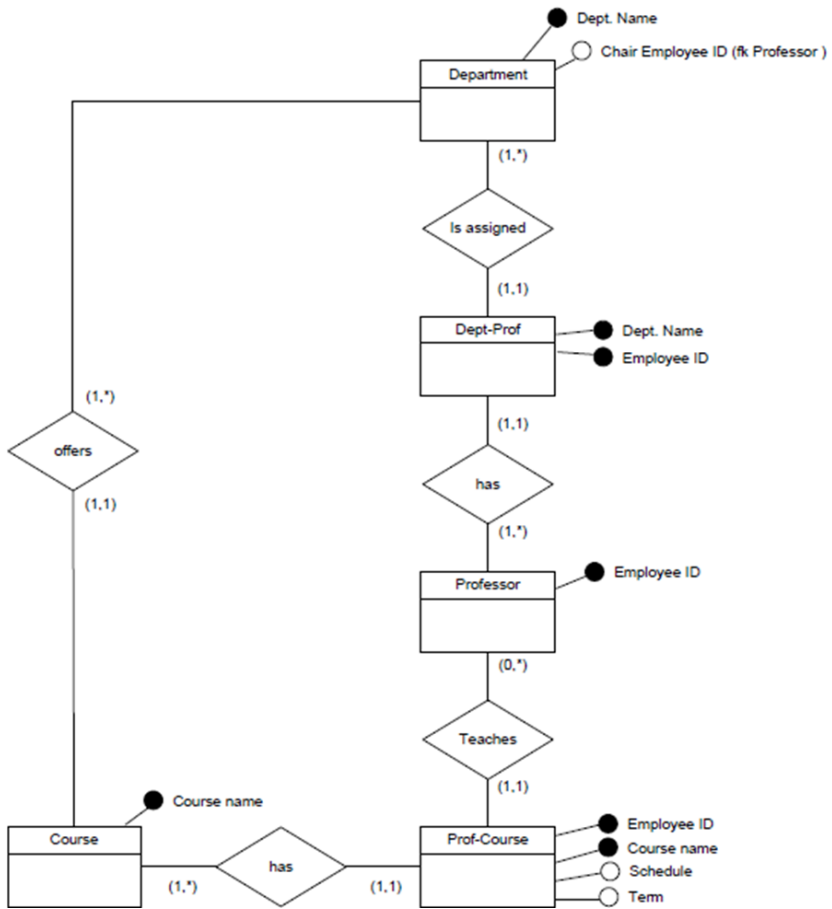 Dept. Name
Chair Employee ID (fk Professor )
Department
(1,*)
Is assigned
(1,1)
Dept-Prof
Dept. Name
Employee ID
(1,*)
(1,1)
offers
has
(1,1)
(1,*)
Employee ID
Professor
(0,*)
Teaches
(1,1)
Course name
Employee ID
Course
Prof-Course
Course name
has
Schedule
(1,*)
(1,1)
Term